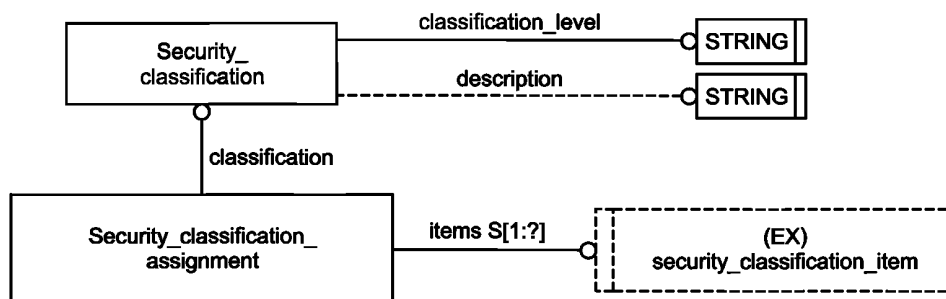 classification_level
Security_
classification
STRING
description
STRING
classification
Security_classification_
assignment
items S[1:?]
(EX)
security_classification_item